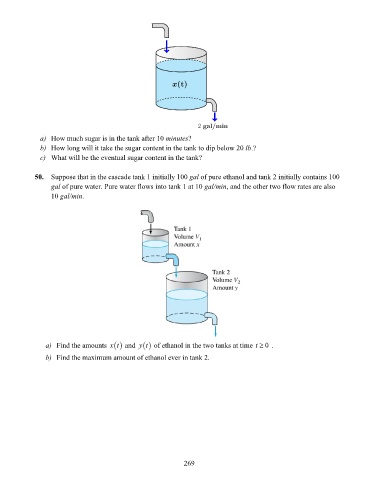 x(t)
2 gal/min
a) How much sugar is in the tank after 10 minutes?
b) How long will it take the sugar content in the tank to dip below 20 lb.?
c) What will be the eventual sugar content in the tank?
50. Suppose that in the cascade tank 1 initially 100 gal of pure ethanol and tank 2 initially contains 100
gal of pure water. Pure water flows into tank 1 at 10 gal/min, and the other two flow rates are also
10 gal/min.
Tank 1
Volume V₁
Amount x
Tank 2
Volume V₂
Amount y
a) Find the amounts x(t) and y(t) of ethanol in the two tanks at time t ≥ 0 .
b) Find the maximum amount of ethanol ever in tank 2.
269